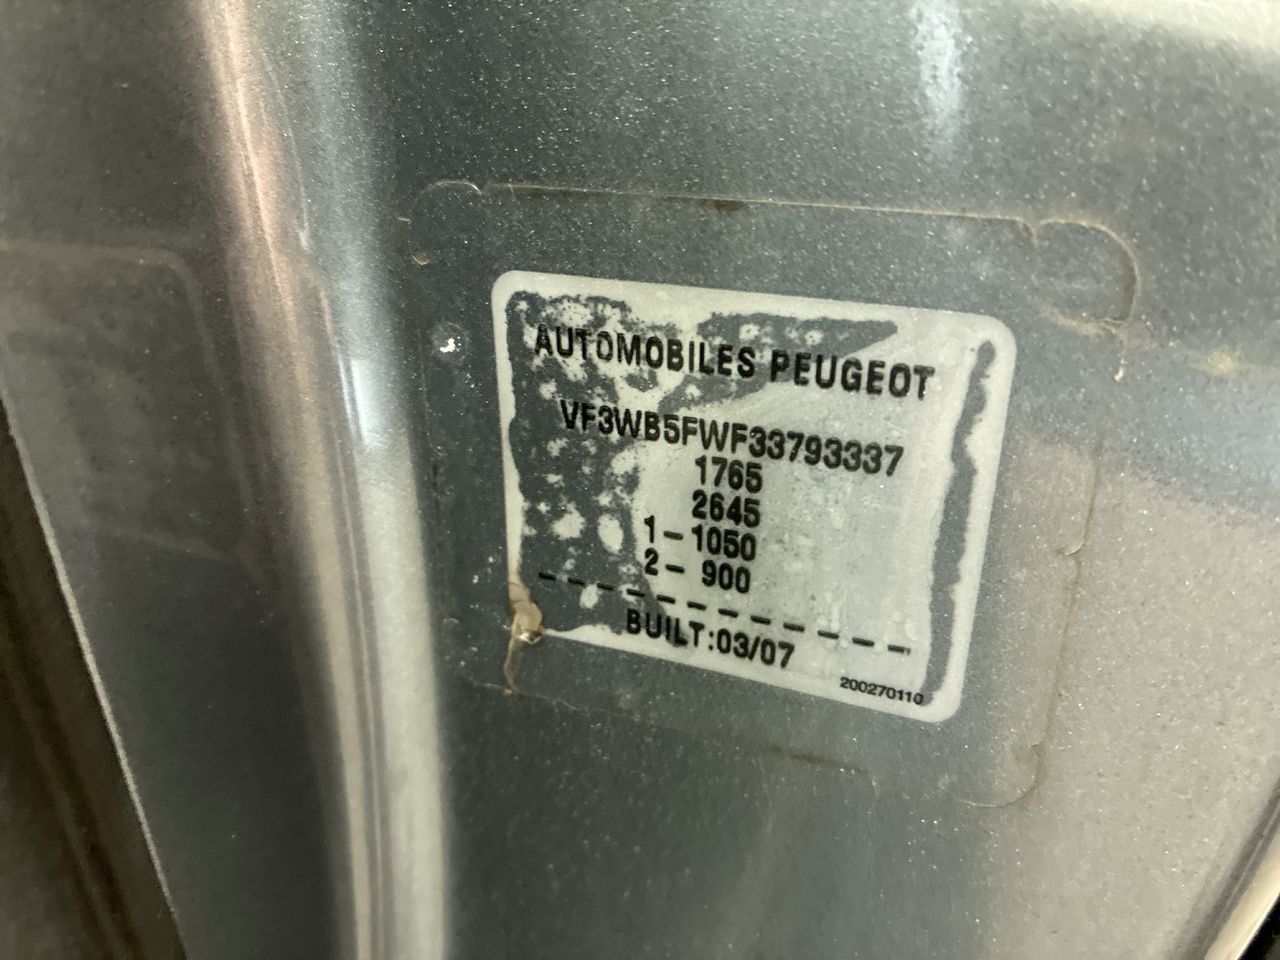 AUTOMOBILES PEUGEOT
VF3WB5FWF33793337
1765
2645
1 - 1050
2 - 900
BUILT:03/07
200270110